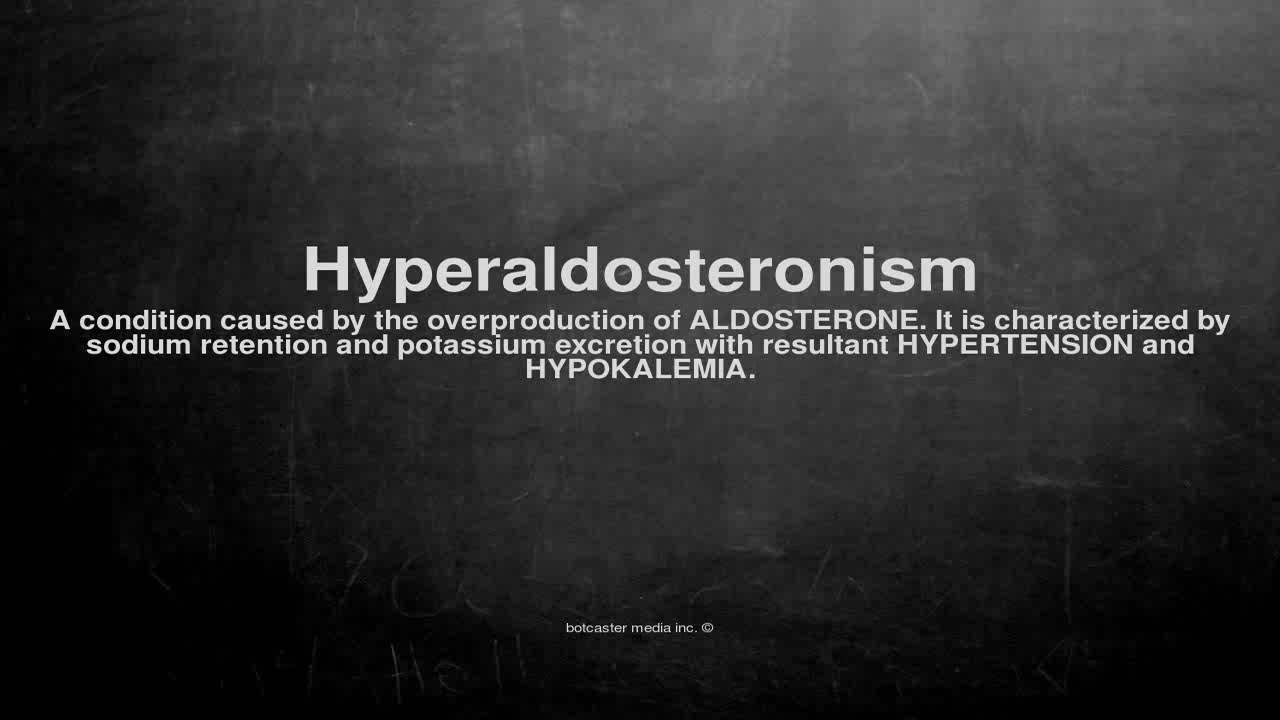 Hyperaldosteronism
A condition caused by the overproduction of ALDOSTERONE. It is characterized by
sodium retention and potassium excretion with resultant HYPERTENSION and
HYPOKALEMIA.
botcaster media inc. ©